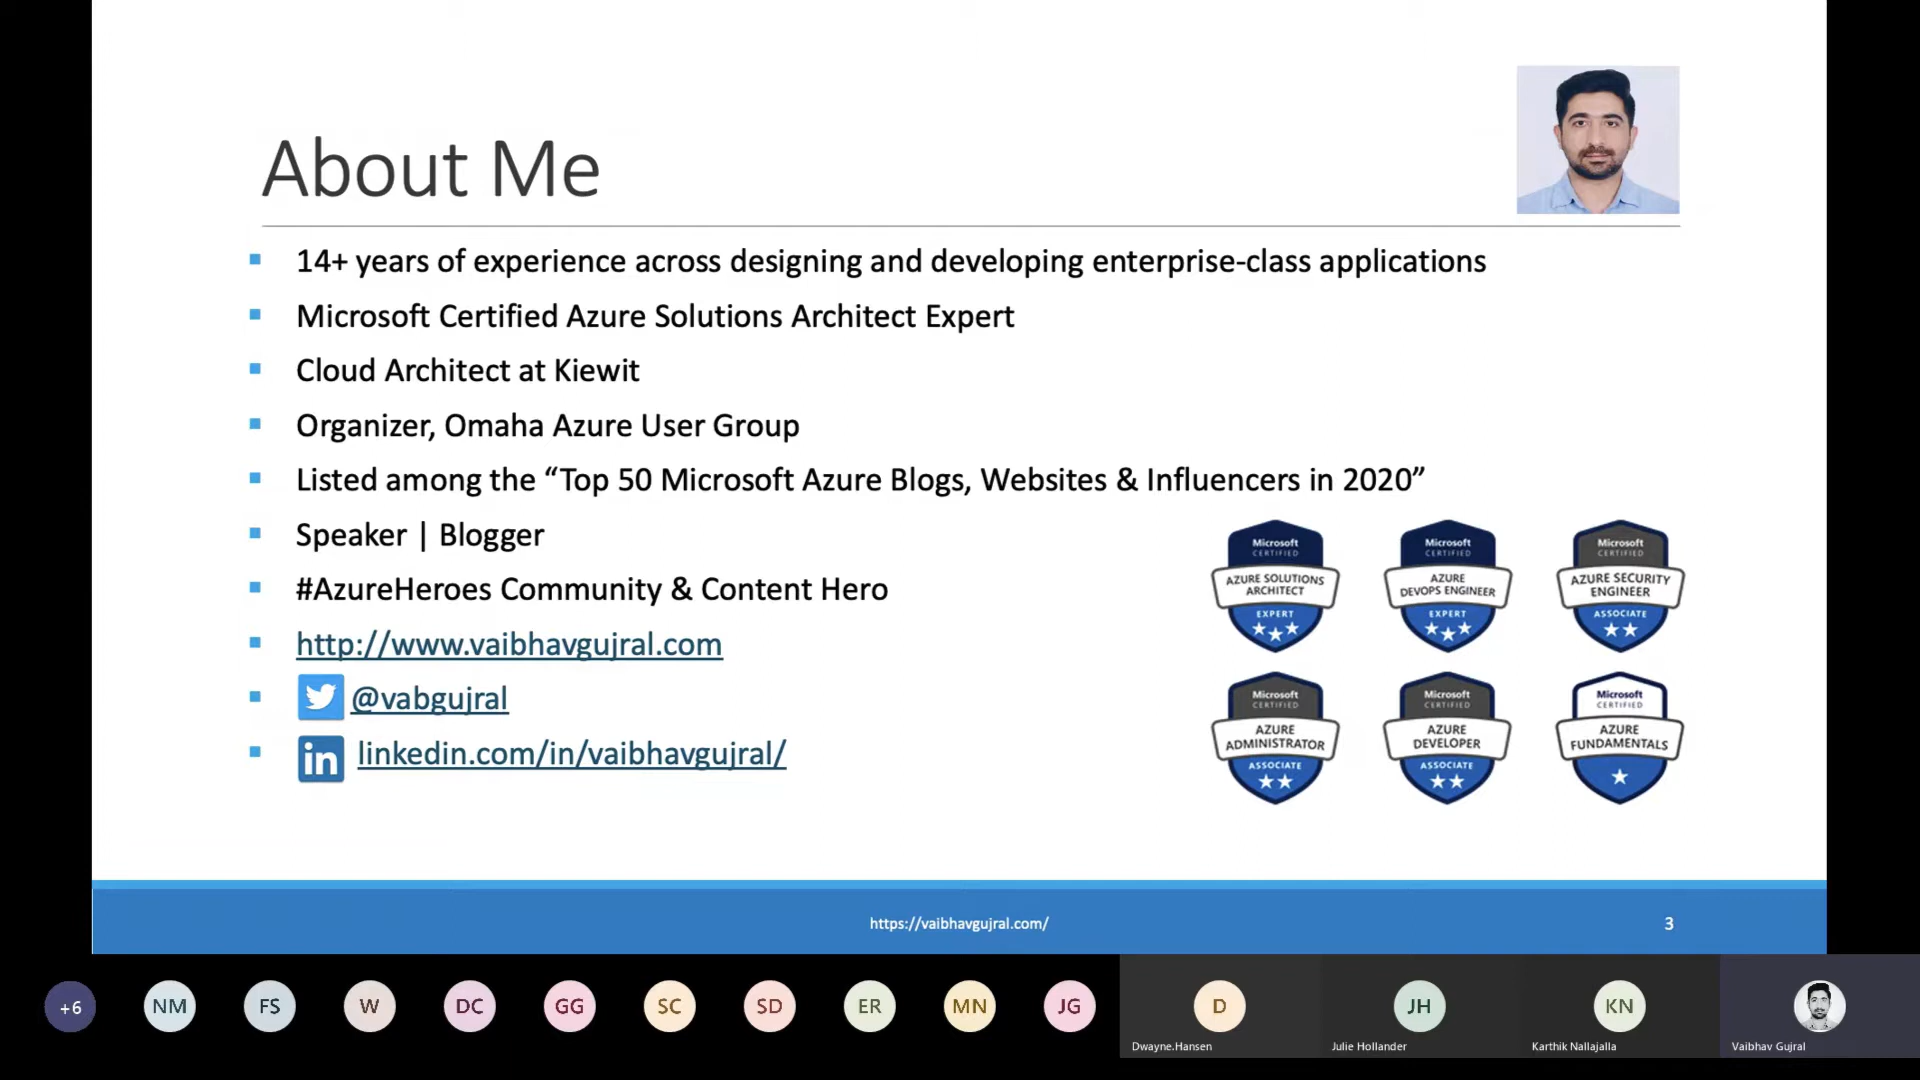 About Me
14+ years of experience across designing and developing enterprise-class applications
Microsoft Certified Azure Solutions Architect Expert
Cloud Architect at Kiewit
Organizer, Omaha Azure User Group
Listed among the “Top 50 Microsoft Azure Blogs, Websites & Influencers in 2020”
Speaker | Blogger
#AzureHeroes Community & Content Hero
http://www.vaibhavgujral.com
@vabgujral
in linkedin.com/in/vaibhavgujral/
Microsoft
CERTIFIED
AZURE SOLUTIONS
ARCHITECT
EXPERT
Microsoft
CERTIFIED
AZURE
DEVOPS ENGINEER
EXPERT
Microsoft
CERTIFIED
AZURE SECURITY
ENGINEER
ASSOCIATE
Microsoft
CERTIFIED
AZURE
ADMINISTRATOR
ASSOCIATE
Microsoft
CERTIFIED
AZURE
DEVELOPER
ASSOCIATE
Microsoft
CERTIFIED
AZURE
FUNDAMENTALS
https://vaibhavgujral.com/
3
+6 NM FS W DC GG SC SD ER MN JG D JH KN
Dwayne.Hansen Julie Hollander Karthik Nallajalla Vaibhav Gujral